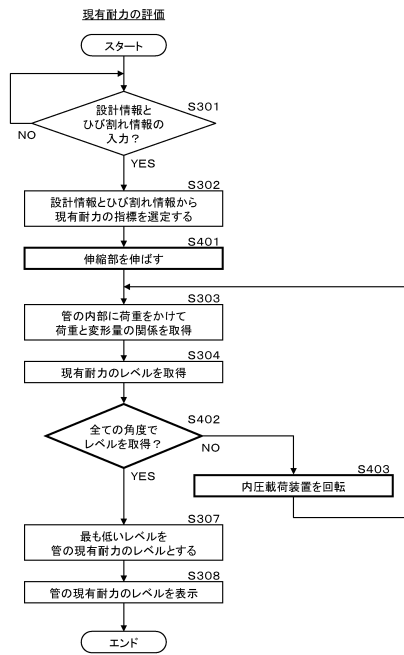 現有耐力の評価
スタート
S301
設計情報と
ひび割れ情報の
入力?
NO
YES
S302
設計情報とひび割れ情報から
現有耐力の指標を選定する
S401
伸縮部を伸ばす
S303
管の内部に荷重をかけて
荷重と変形量の関係を取得
S304
現有耐力のレベルを取得
S402
全ての角度で
レベルを取得?
NO
YES
S403
内圧載荷装置を回転
S307
最も低いレベルを
管の現有耐力のレベルとする
S308
管の現有耐力のレベルを表示
エンド